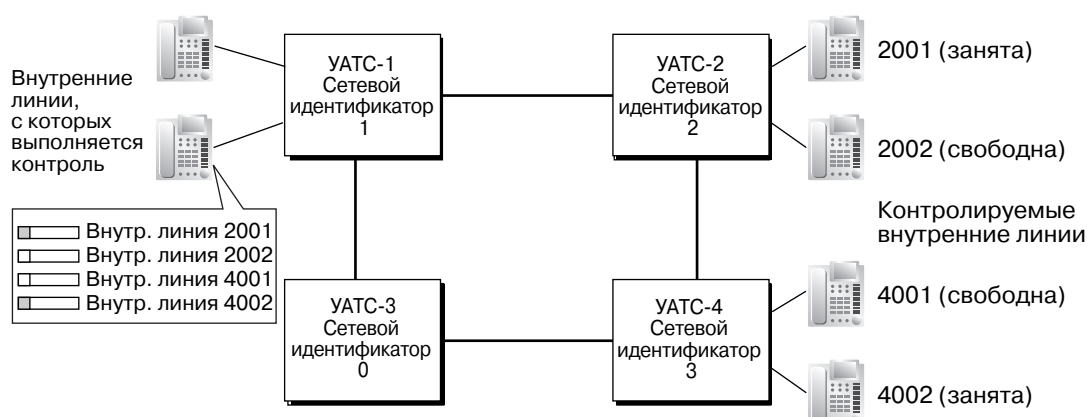 Внутренние
линии,
с которых
выполняется
контроль
Внутр. линия 2001
Внутр. линия 2002
Внутр. линия 4001
Внутр. линия 4002
УАТС-1
Сетевой
идентификатор
1
УАТС-2
Сетевой
идентификатор
2
УАТС-3
Сетевой
идентификатор
0
УАТС-4
Сетевой
идентификатор
3
2001 (занята)
2002 (свободна)
Контролируемые
внутренние линии
4001 (свободна)
4002 (занята)